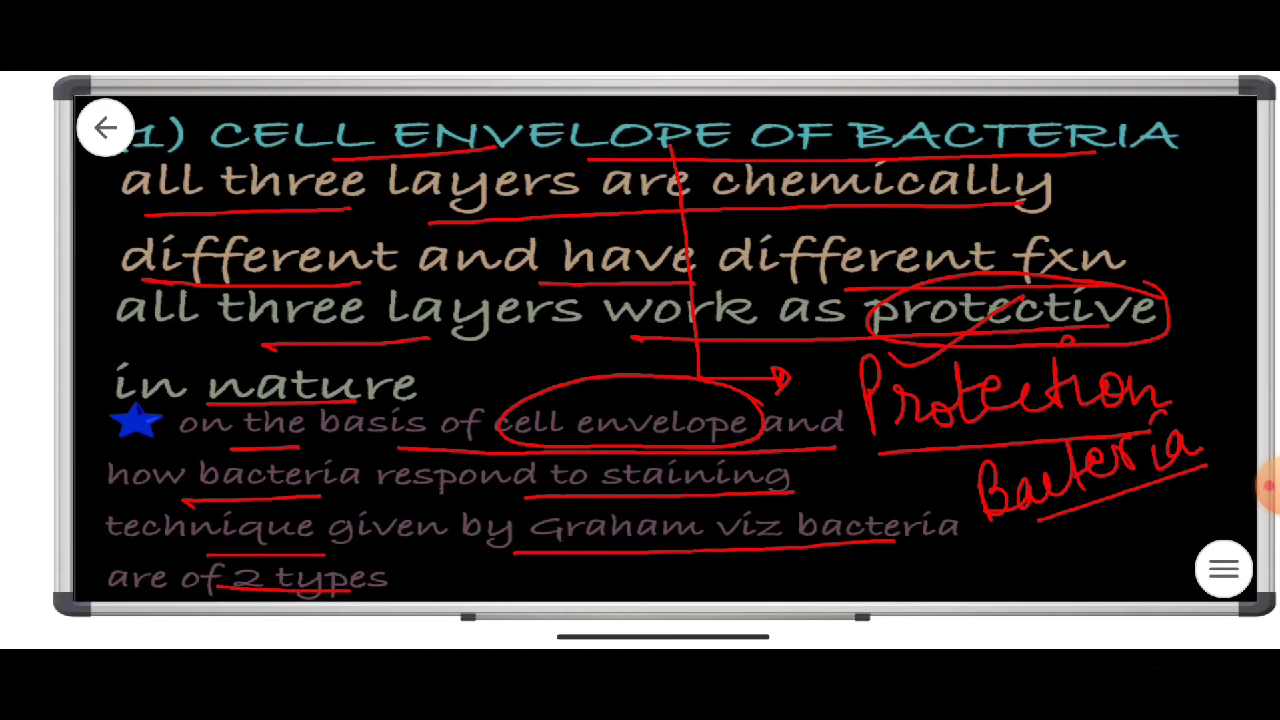 1) CELL ENVELOPE OF BACTERIA
all three layers are chemically
different and have different fxn
all three layers work as protective
in nature
Protection
on the basis of cell envelope and
Bacteria
how bacteria respond to staining
technique given by Graham viz bacteria
are of 2 types